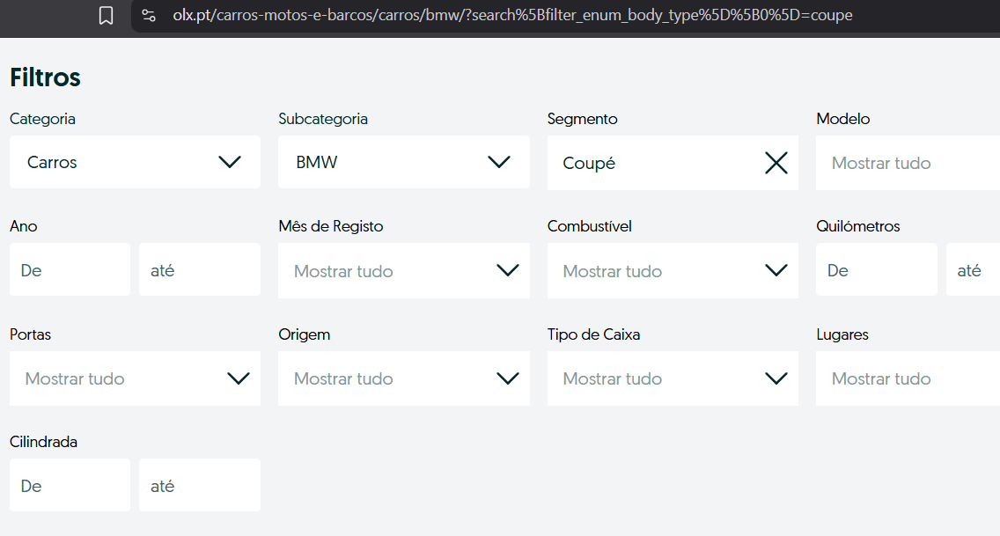 olx.pt/carros-motos-e-barcos/carros/bmw/?search%5Bfilter_enum_body_type%5D%5B0%5D=coupe
Filtros
Categoria Subcategoria Segmento Modelo
Carros BMW Coupé Mostrar tudo
Ano Mês de Registo Combustível Quilómetros
De até Mostrar tudo Mostrar tudo De até
Portas Origem Tipo de Caixa Lugares
Mostrar tudo Mostrar tudo Mostrar tudo Mostrar tudo
Cilindrada
De até